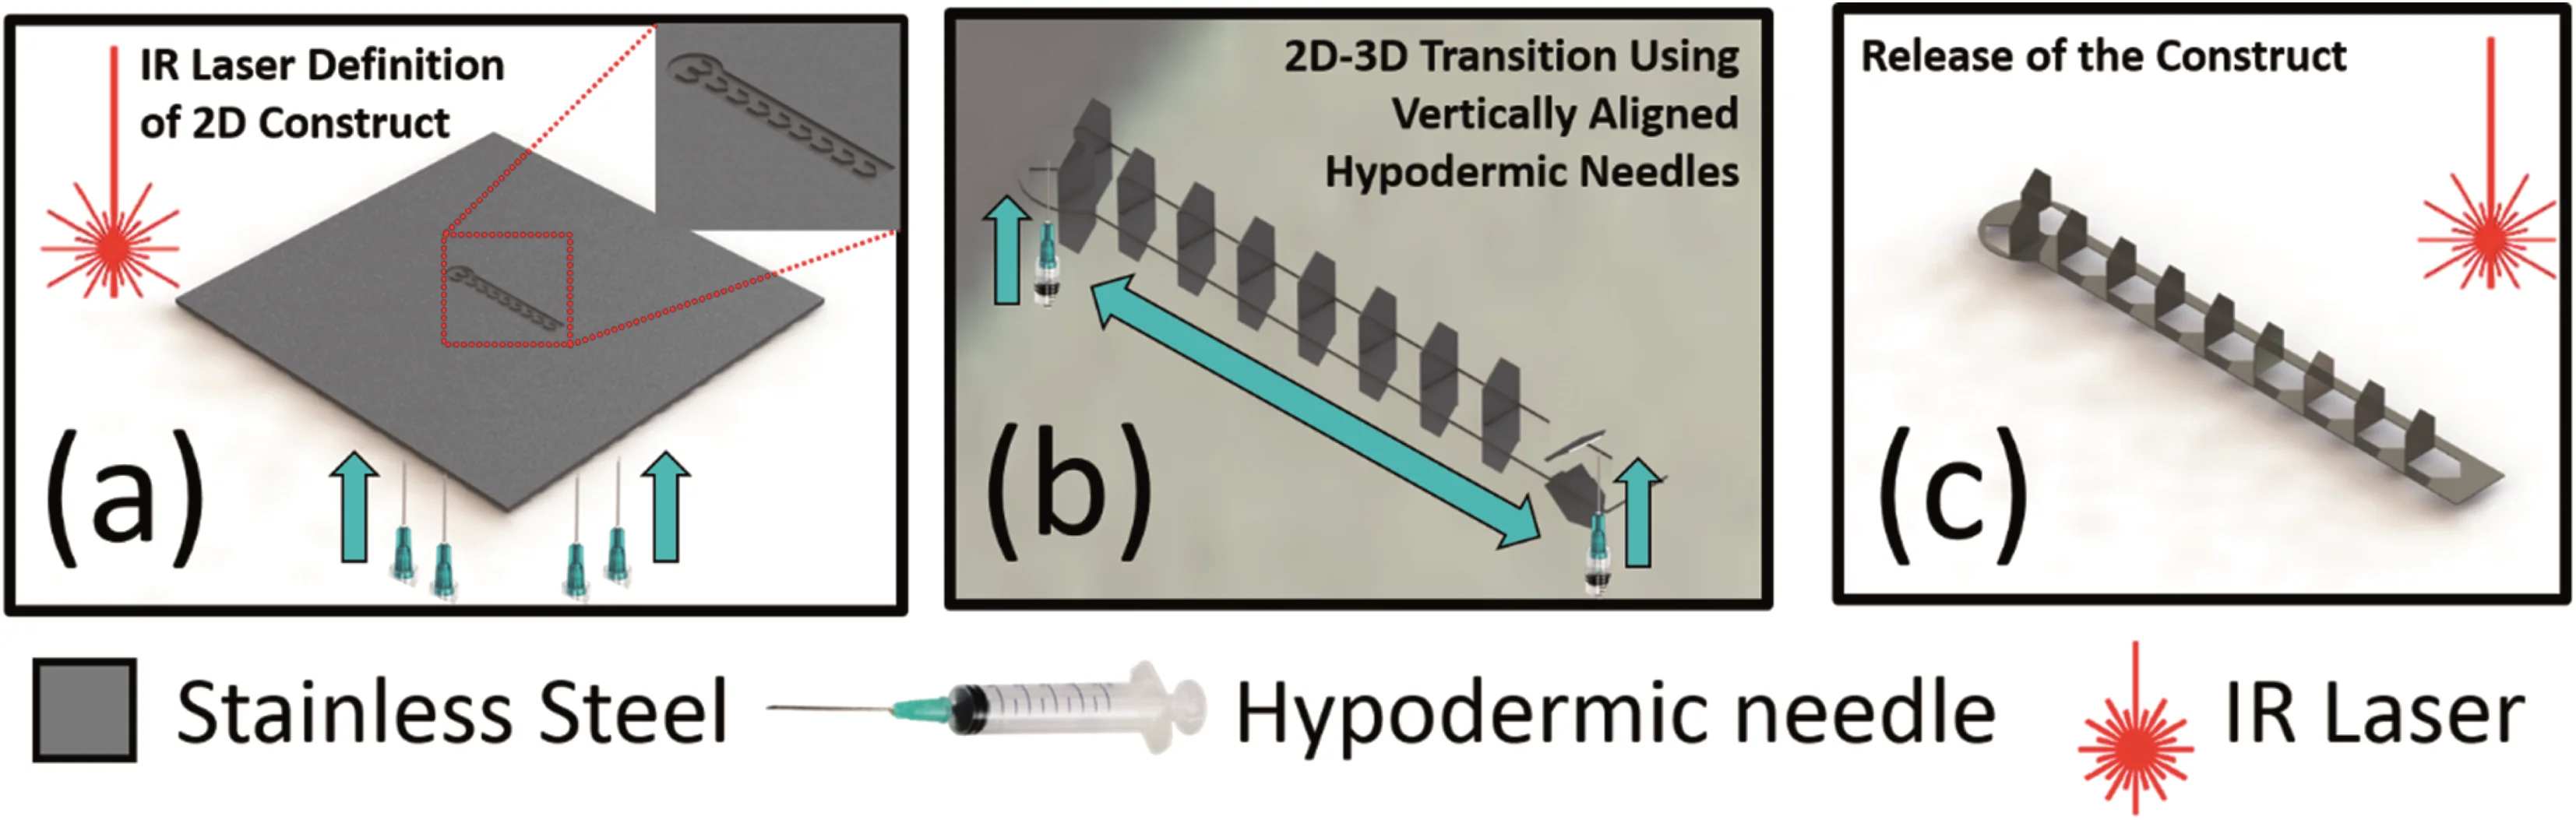 IR Laser Definition
of 2D Construct
(a)
2D-3D Transition Using
Vertically Aligned
Hypodermic Needles
(b)
Release of the Construct
(c)
Stainless Steel
Hypodermic needle
IR Laser